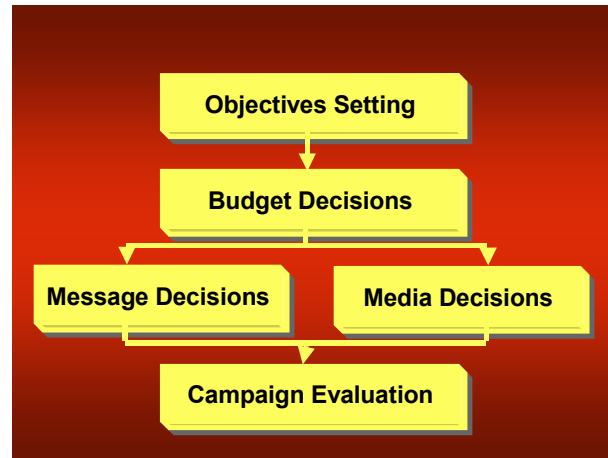 Objectives Setting
Budget Decisions
Message Decisions
Media Decisions
Campaign Evaluation